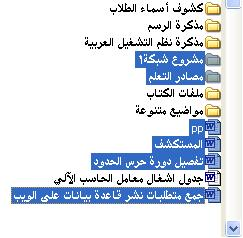 كشوف أسماء الطلاب
مذكرة الرسم
مذكرة نظم التشغيل العربية
مشروع شبكة1
مصادر التعلم
ملفات الكتاب
مواضيع متنوعة
pp
المستكشف
تفصيل دورة حرس الحدود
جدول اشغال معامل الحاسب الآلي
جمع متطلبات نشر قاعدة بيانات على الويب